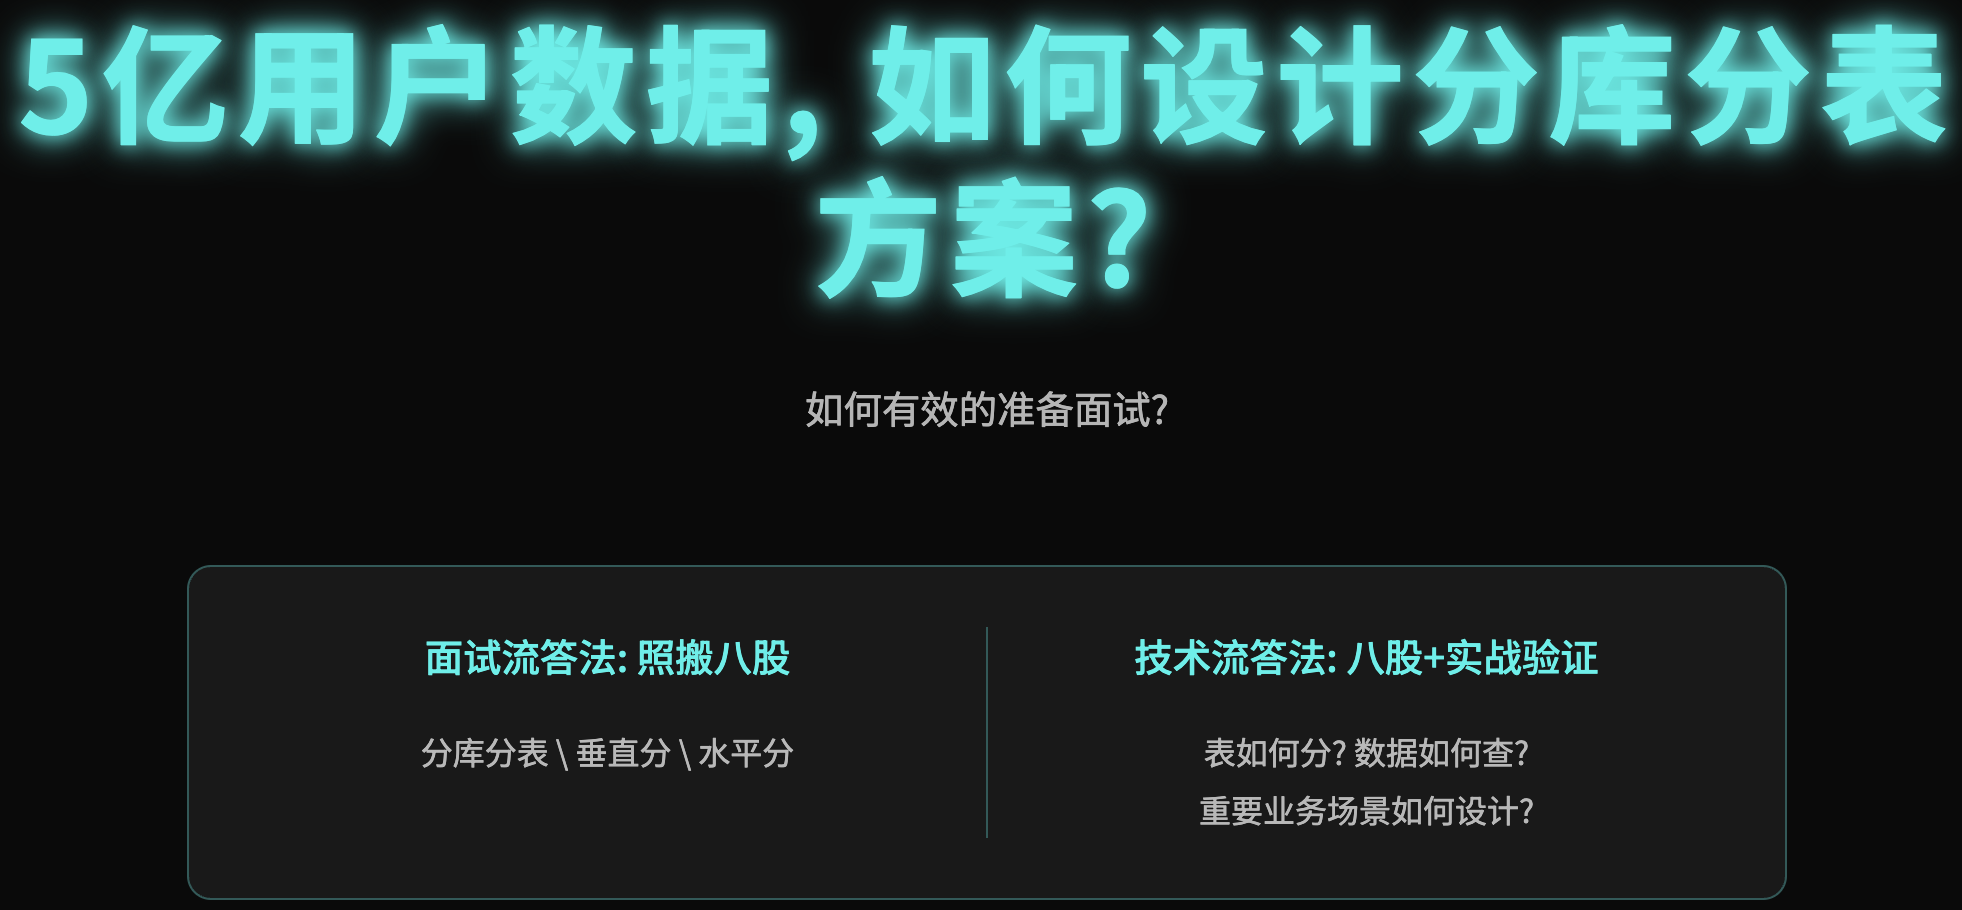 5亿用户数据, 如何设计分库分表
方案?
如何有效的准备面试?
面试流答法: 照搬八股
分库分表 \ 垂直分 \ 水平分
技术流答法: 八股+实战验证
表如何分? 数据如何查?
重要业务场景如何设计?